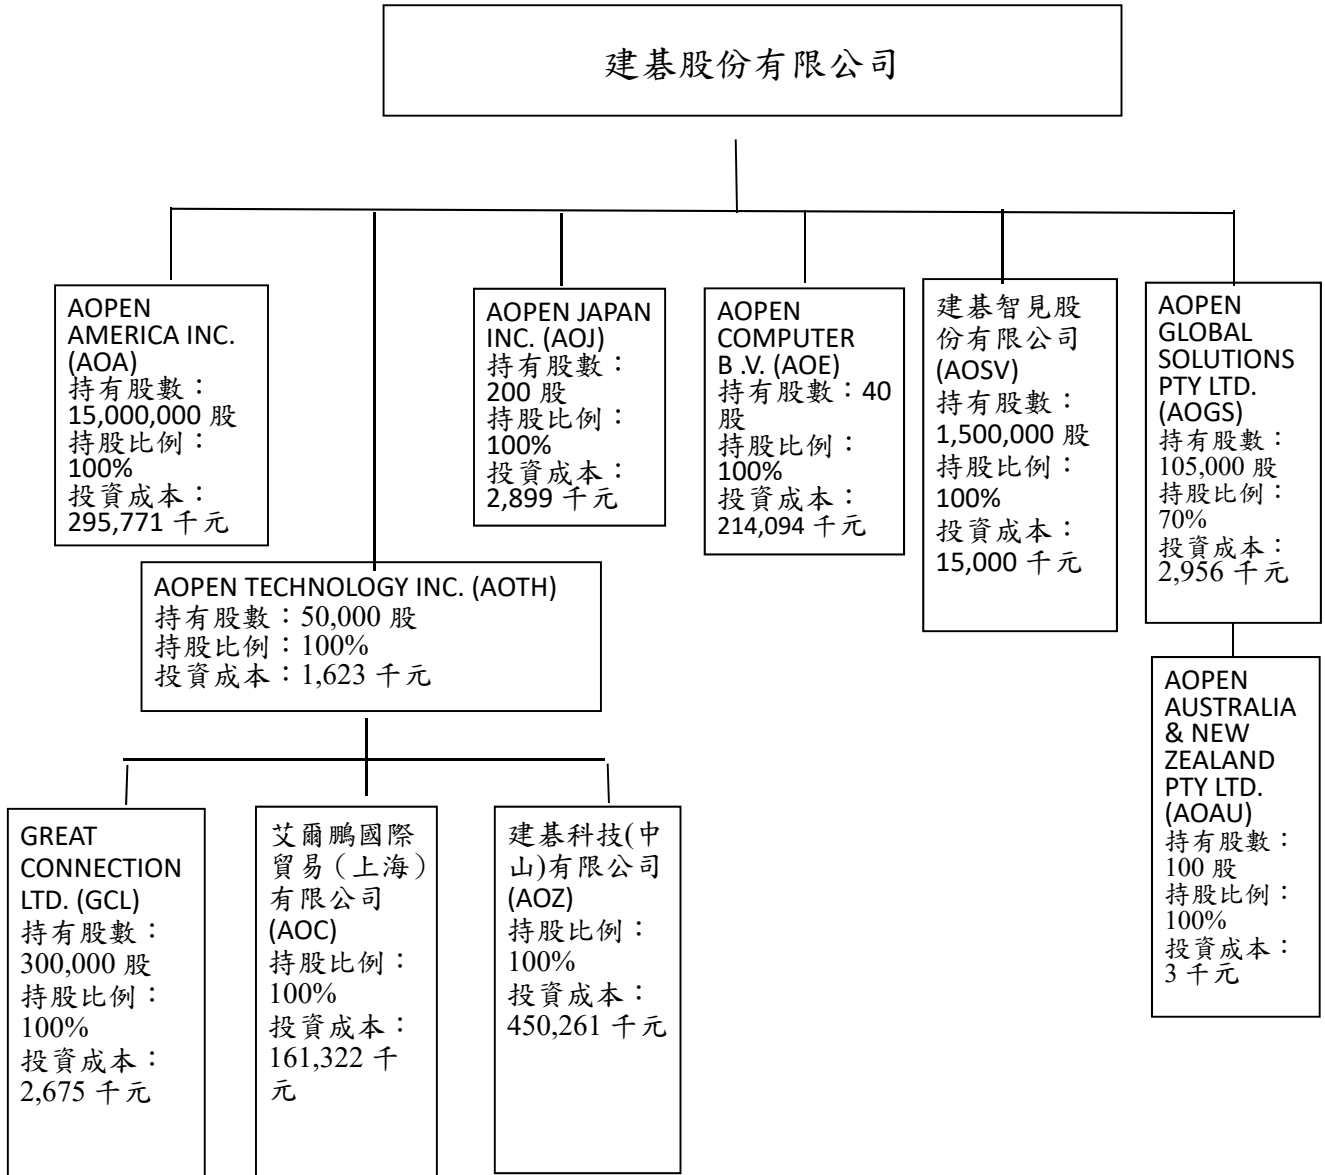 建碁股份有限公司
AOPEN
AMERICA INC.
(AOA)
持有股數：
15,000,000 股
持股比例：
100%
投資成本：
295,771 千元
AOPEN JAPAN
INC. (AOJ)
持有股數：
200 股
持股比例：
100%
投資成本：
2,899 千元
AOPEN
COMPUTER
B .V. (AOE)
持有股數：40
股
持股比例：
100%
投資成本：
214,094 千元
建碁智見股
份有限公司
(AOSV)
持有股數：
1,500,000 股
持股比例：
100%
投資成本：
15,000 千元
AOPEN
GLOBAL
SOLUTIONS
PTY LTD.
(AOGS)
持有股數：
105,000 股
持股比例：
70%
投資成本：
2,956 千元
AOPEN TECHNOLOGY INC. (AOTH)
持有股數：50,000 股
持股比例：100%
投資成本：1,623 千元
AOPEN
AUSTRALIA
& NEW
ZEALAND
PTY LTD.
(AOAU)
持有股數：
100 股
持股比例：
100%
投資成本：
3 千元
GREAT
CONNECTION
LTD. (GCL)
持有股數：
300,000 股
持股比例：
100%
投資成本：
2,675 千元
艾爾鵬國際
貿易（上海）
有限公司
(AOC)
持股比例：
100%
投資成本：
161,322 千
元
建碁科技(中
山)有限公司
(AOZ)
持股比例：
100%
投資成本：
450,261 千元